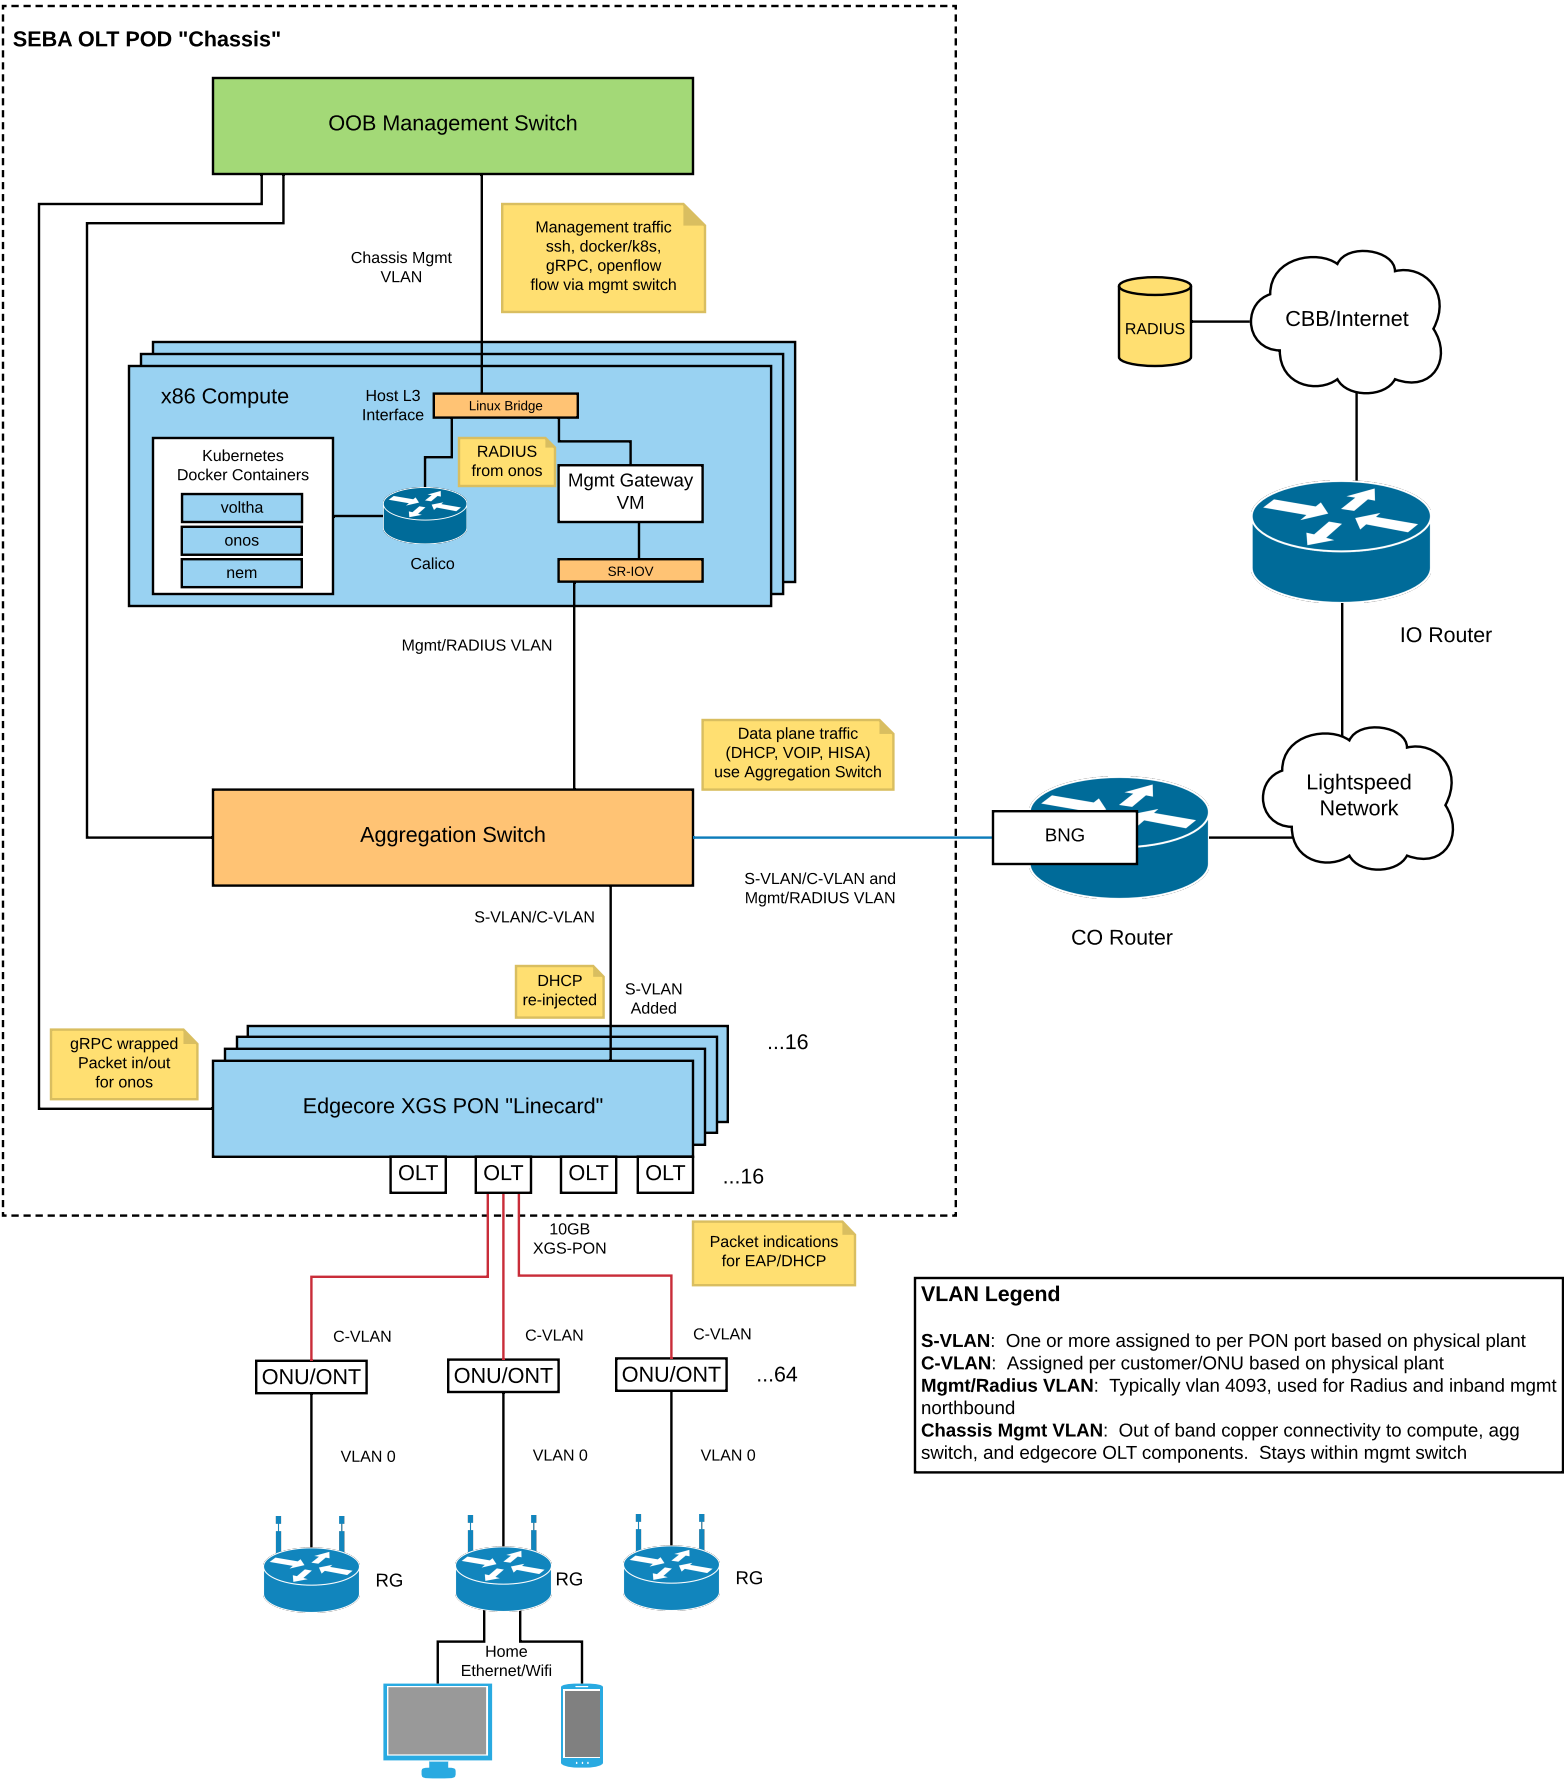 SEBA OLT POD "Chassis"
OOB Management Switch
Management traffic
ssh, docker/k8s,
gRPC, openflow
flow via mgmt switch
Chassis Mgmt
VLAN
RADIUS
CBB/Internet
x86 Compute
Host L3
Interface
Linux Bridge
Kubernetes
Docker Containers
voltha
onos
nem
RADIUS
from onos
Mgmt Gateway
VM
Calico
SR-IOV
IO Router
Mgmt/RADIUS VLAN
Data plane traffic
(DHCP, VOIP, HISA)
use Aggregation Switch
Lightspeed
Network
Aggregation Switch
BNG
S-VLAN/C-VLAN and
Mgmt/RADIUS VLAN
S-VLAN/C-VLAN
CO Router
DHCP
re-injected
S-VLAN
Added
gRPC wrapped
Packet in/out
for onos
...16
Edgecore XGS PON "Linecard"
OLT
OLT
OLT
OLT
...16
10GB
XGS-PON
Packet indications
for EAP/DHCP
C-VLAN
C-VLAN
C-VLAN
ONU/ONT
ONU/ONT
ONU/ONT
...64
VLAN 0
VLAN 0
VLAN 0
RG
RG
RG
Home
Ethernet/Wifi
VLAN Legend
S-VLAN:  One or more assigned to per PON port based on physical plant
C-VLAN:  Assigned per customer/ONU based on physical plant
Mgmt/Radius VLAN:  Typically vlan 4093, used for Radius and inband mgmt
northbound
Chassis Mgmt VLAN:  Out of band copper connectivity to compute, agg
switch, and edgecore OLT components.  Stays within mgmt switch